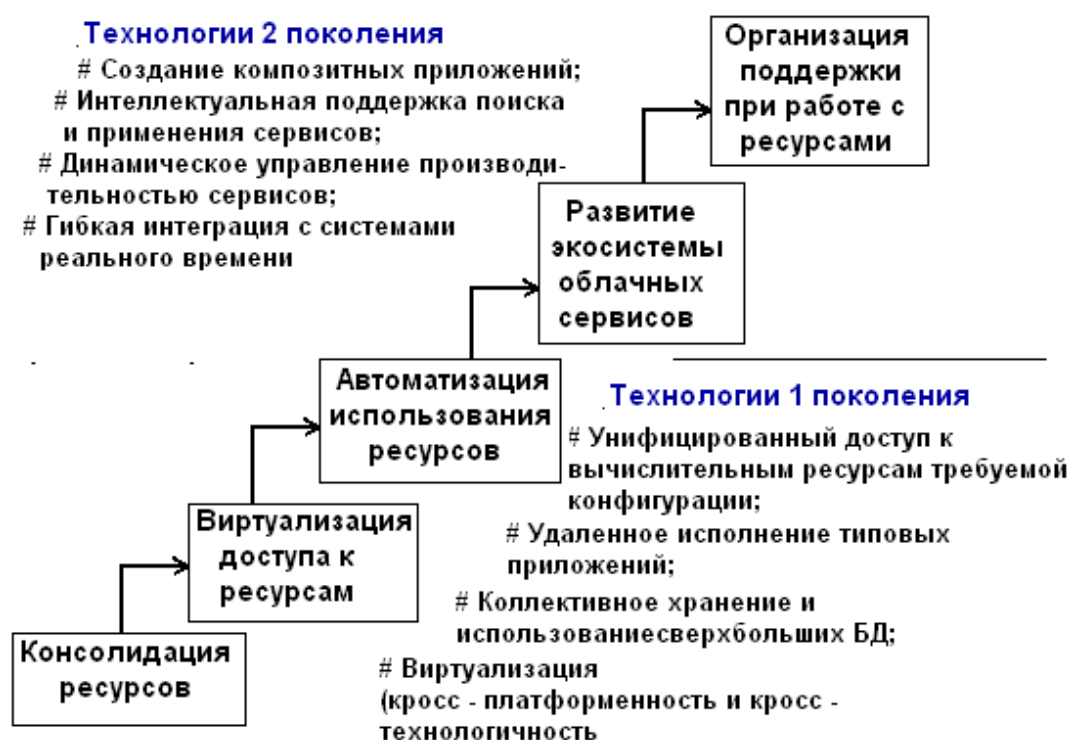 Технологии 2 поколения
# Создание композитных приложений;
# Интеллектуальная поддержка поиска
и применения сервисов;
# Динамическое управление производи-
тельностью сервисов;
# Гибкая интеграция с системами
реального времени
Организация
поддержки
при работе с
ресурсами
Развитие
экосистемы
облачных
сервисов
Автоматизация
использования
ресурсов
Виртуализация
доступа к
ресурсам
Консолидация
ресурсов
Технологии 1 поколения
# Унифицированный доступ к
вычислительным ресурсам требуемой
конфигурации;
# Удаленное исполнение типовых
приложений;
# Коллективное хранение и
использованиесверхбольших БД;
# Виртуализация
(кросс - платформенность и кросс -
технологичность